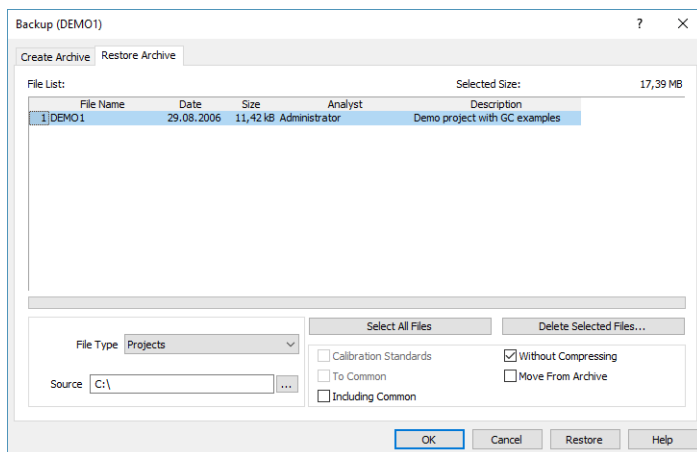 Backup (DEMO1) ? ×
Create Archive Restore Archive
File List: Selected Size: 17,39 MB
File Name Date Size Analyst Description
1 DEMO1 29.08.2006 11,42 kB Administrator Demo project with GC examples
Select All Files Delete Selected Files...
File Type Projects
Calibration Standards Without Compressing
To Common Move From Archive
Source C:\ ...
Including Common
OK Cancel Restore Help